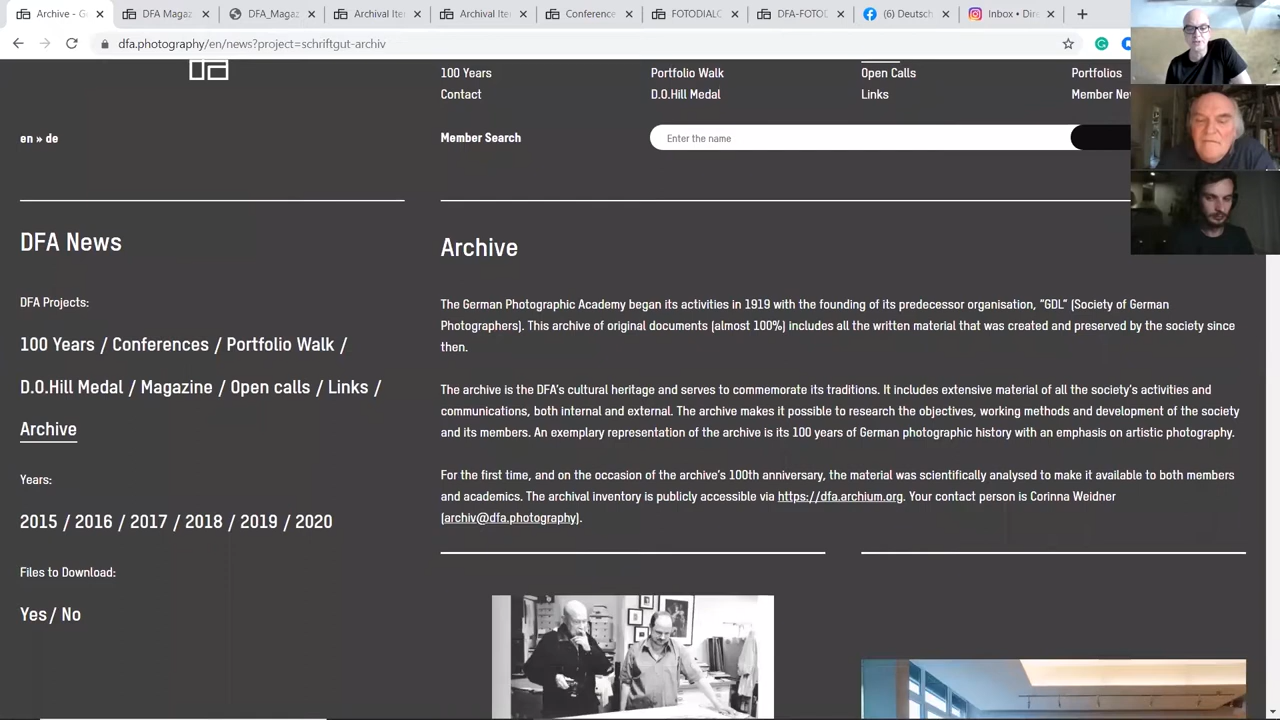 Archive - G
DFA Magaz
DFA_Magaz
Archival Ite
Archival Ite
Conference
FOTODIALO
DFA-FOTO
(6) Deutsch
Inbox • Dire
dfa.photography/en/news?project=schriftgut-archiv
100 Years
Portfolio Walk
Open Calls
Portfolios
Contact
D.O.Hill Medal
Links
Member Ne
en » de
Member Search
Enter the name
DFA News
DFA Projects:
100 Years / Conferences / Portfolio Walk /
D.O.Hill Medal / Magazine / Open calls / Links /
Archive
Years:
2015 / 2016 / 2017 / 2018 / 2019 / 2020
Files to Download:
Yes / No
Archive
The German Photographic Academy began its activities in 1919 with the founding of its predecessor organisation, "GDL" (Society of German
Photographers). This archive of original documents (almost 100%) includes all the written material that was created and preserved by the society since
then.
The archive is the DFA's cultural heritage and serves to commemorate its traditions. It includes extensive material of all the society's activities and
communications, both internal and external. The archive makes it possible to research the objectives, working methods and development of the society
and its members. An exemplary representation of the archive is its 100 years of German photographic history with an emphasis on artistic photography.
For the first time, and on the occasion of the archive's 100th anniversary, the material was scientifically analysed to make it available to both members
and academics. The archival inventory is publicly accessible via https://dfa.archium.org. Your contact person is Corinna Weidner
(archiv@dfa.photography).